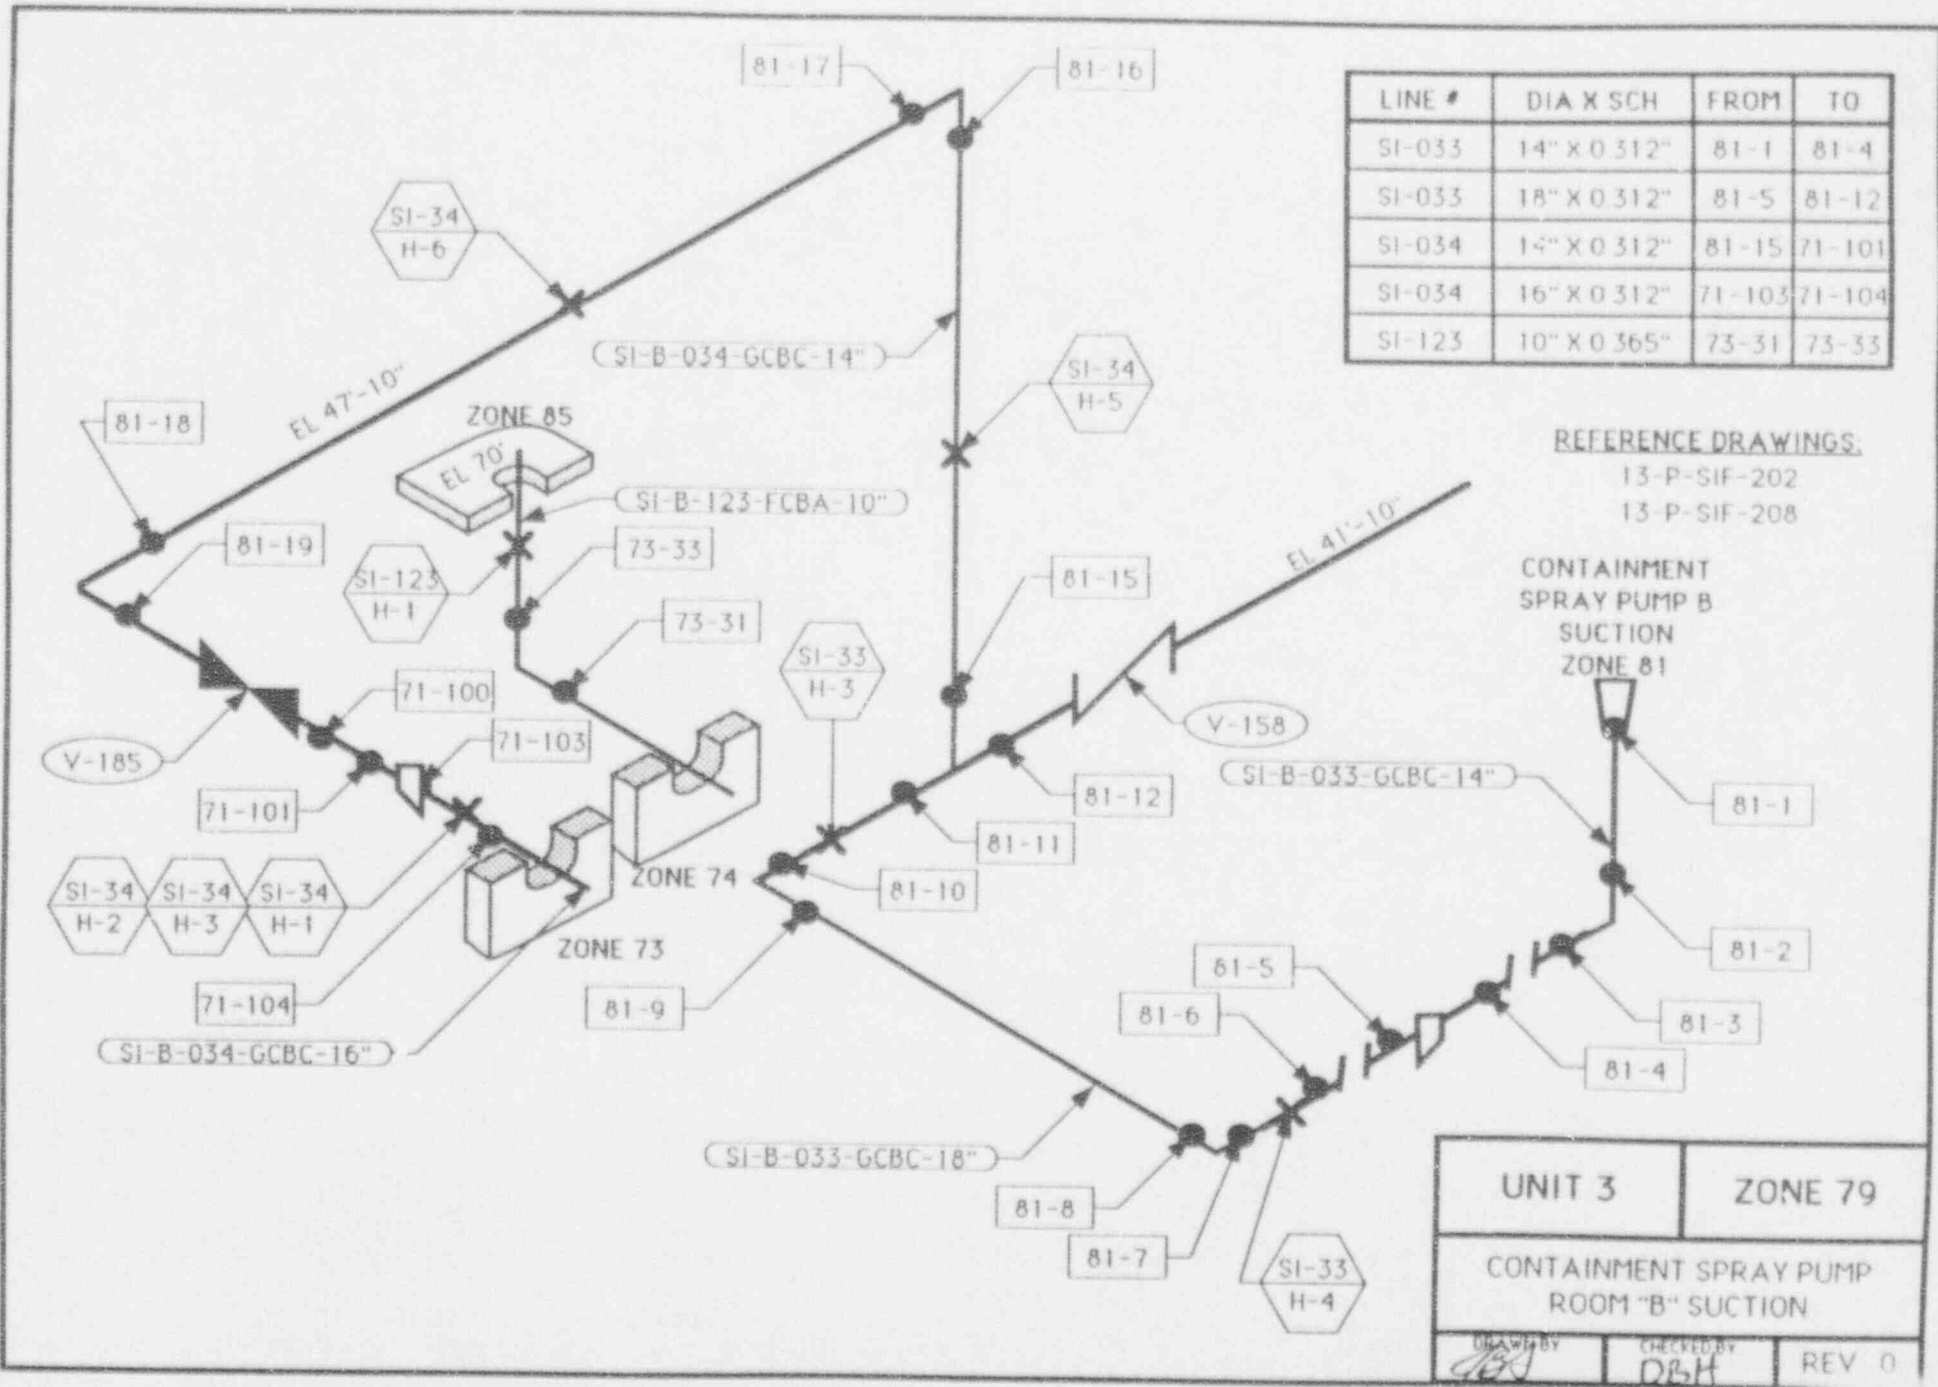 81-17
81-16
LINE # DIA X SCH FROM TO
SI-033 14" X 0.312" 81-1 81-4
SI-033 18" X 0.312" 81-5 81-12
SI-034 14" X 0.312" 81-15 71-101
SI-034 16" X 0.312" 71-103 71-104
SI-123 10" X 0.365" 73-31 73-33
SI-34
H-6
SI-B-034-GCBC-14"
SI-34
H-5
EL 47'-10"
81-18
ZONE 85
EL 70'
REFERENCE DRAWINGS:
13-P-SIF-202
13-P-SIF-208
SI-B-123-FCBA-10"
EL 41'-10"
81-19
73-33
SI-123
H-1
81-15
CONTAINMENT
SPRAY PUMP B
SUCTION
ZONE 81
73-31
SI-33
H-3
71-100
71-103
V-185
V-158
SI-B-033-GCBC-14"
71-101
81-12
81-1
81-11
81-10
ZONE 74
SI-34
H-2
SI-34
H-3
SI-34
H-1
ZONE 73
81-2
81-5
71-104
81-9
81-6
81-3
SI-B-034-GCBC-16"
81-4
SI-B-033-GCBC-18"
81-8
81-7
SI-33
H-4
UNIT 3 ZONE 79
CONTAINMENT SPRAY PUMP
ROOM "B" SUCTION
DRAWN BY
CHECKED BY
DBH
REV 0